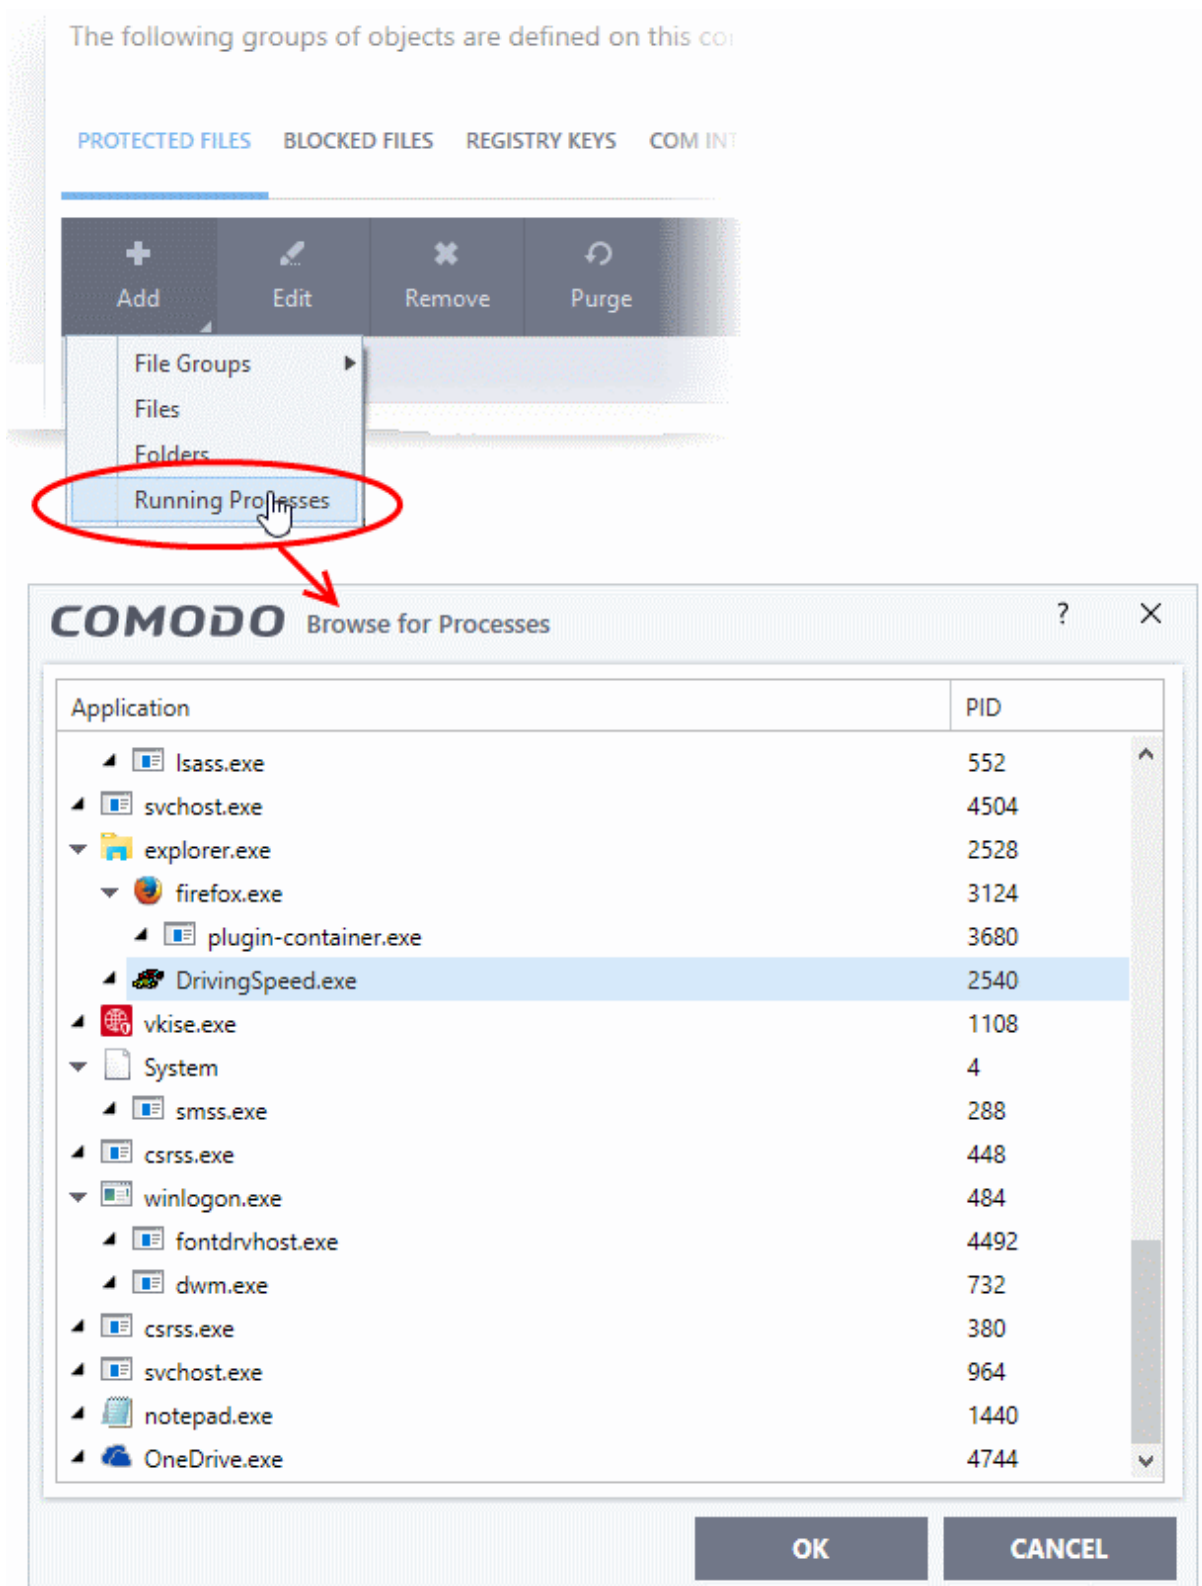 The following groups of objects are defined on this co
PROTECTED FILES BLOCKED FILES REGISTRY KEYS COM INT
Add Edit Remove Purge
File Groups
Files
Folders
Running Processes
COMODO Browse for Processes ?
Application PID
lsass.exe 552
svchost.exe 4504
explorer.exe 2528
firefox.exe 3124
plugin-container.exe 3680
DrivingSpeed.exe 2540
vkise.exe 1108
System 4
smss.exe 288
csrss.exe 448
winlogon.exe 484
fontdrvhost.exe 4492
dwm.exe 732
csrss.exe 380
svchost.exe 964
notepad.exe 1440
OneDrive.exe 4744
OK CANCEL